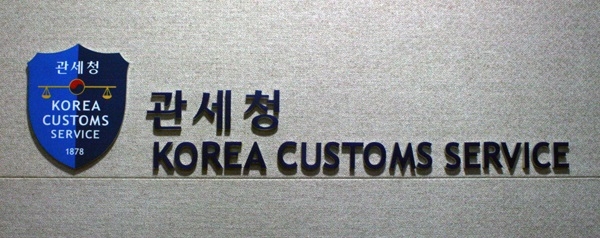 관세청
KOREA
CUSTOMS
SERVICE
1878
관세청
KOREA CUSTOMS SERVICE